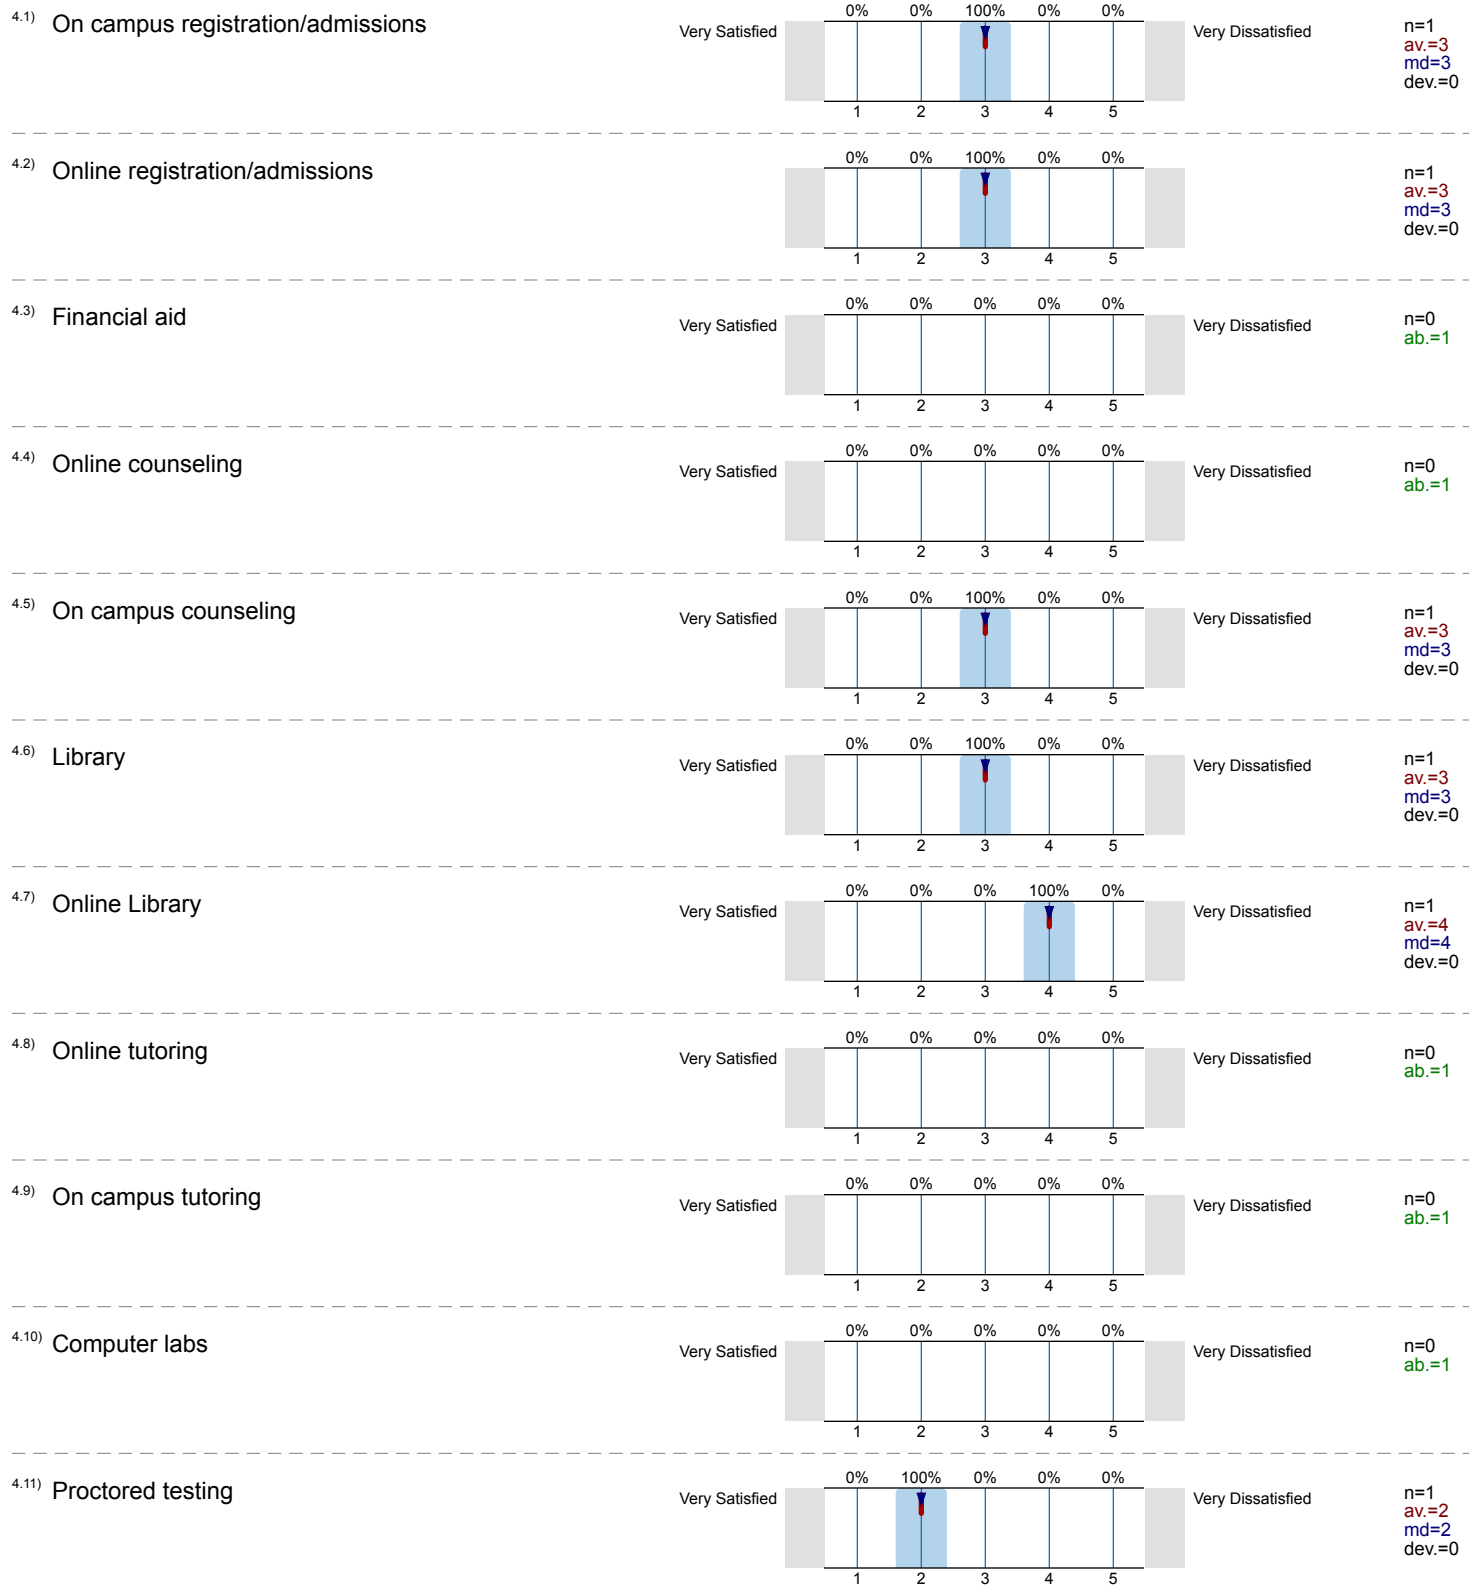 4.1) On campus registration/admissions
0% 0% 100% 0% 0%
Very Satisfied Very Dissatisfied
1 2 3 4 5
n=1
av.=3
md=3
dev.=0
4.2) Online registration/admissions
0% 0% 100% 0% 0%
1 2 3 4 5
n=1
av.=3
md=3
dev.=0
4.3) Financial aid
0% 0% 0% 0% 0%
Very Satisfied Very Dissatisfied
1 2 3 4 5
n=0
ab.=1
4.4) Online counseling
0% 0% 0% 0% 0%
Very Satisfied Very Dissatisfied
1 2 3 4 5
n=0
ab.=1
4.5) On campus counseling
0% 0% 100% 0% 0%
Very Satisfied Very Dissatisfied
1 2 3 4 5
n=1
av.=3
md=3
dev.=0
4.6) Library
0% 0% 100% 0% 0%
Very Satisfied Very Dissatisfied
1 2 3 4 5
n=1
av.=3
md=3
dev.=0
4.7) Online Library
0% 0% 0% 100% 0%
Very Satisfied Very Dissatisfied
1 2 3 4 5
n=1
av.=4
md=4
dev.=0
4.8) Online tutoring
0% 0% 0% 0% 0%
Very Satisfied Very Dissatisfied
1 2 3 4 5
n=0
ab.=1
4.9) On campus tutoring
0% 0% 0% 0% 0%
Very Satisfied Very Dissatisfied
1 2 3 4 5
n=0
ab.=1
4.10) Computer labs
0% 0% 0% 0% 0%
Very Satisfied Very Dissatisfied
1 2 3 4 5
n=0
ab.=1
4.11) Proctored testing
0% 100% 0% 0% 0%
Very Satisfied Very Dissatisfied
1 2 3 4 5
n=1
av.=2
md=2
dev.=0